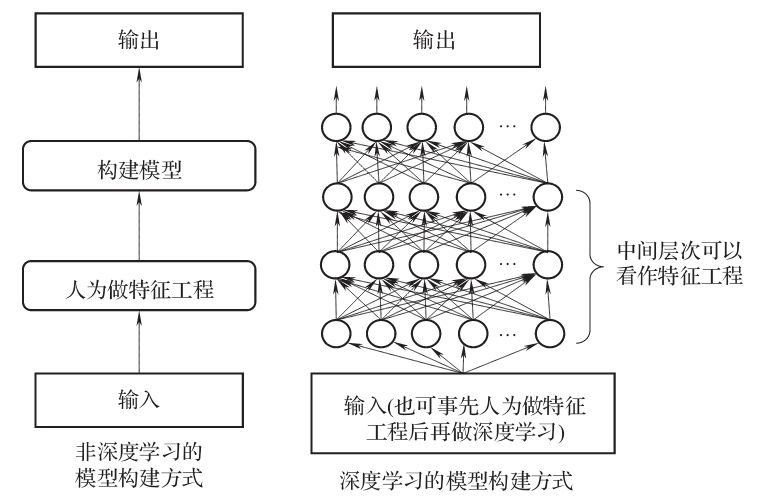 输出
构建模型
人为做特征工程
输入
非深度学习的
模型构建方式
输出
…
…
…
…
中间层次可以
看作特征工程
输入(也可事先人为做特征
工程后再做深度学习)
深度学习的模型构建方式